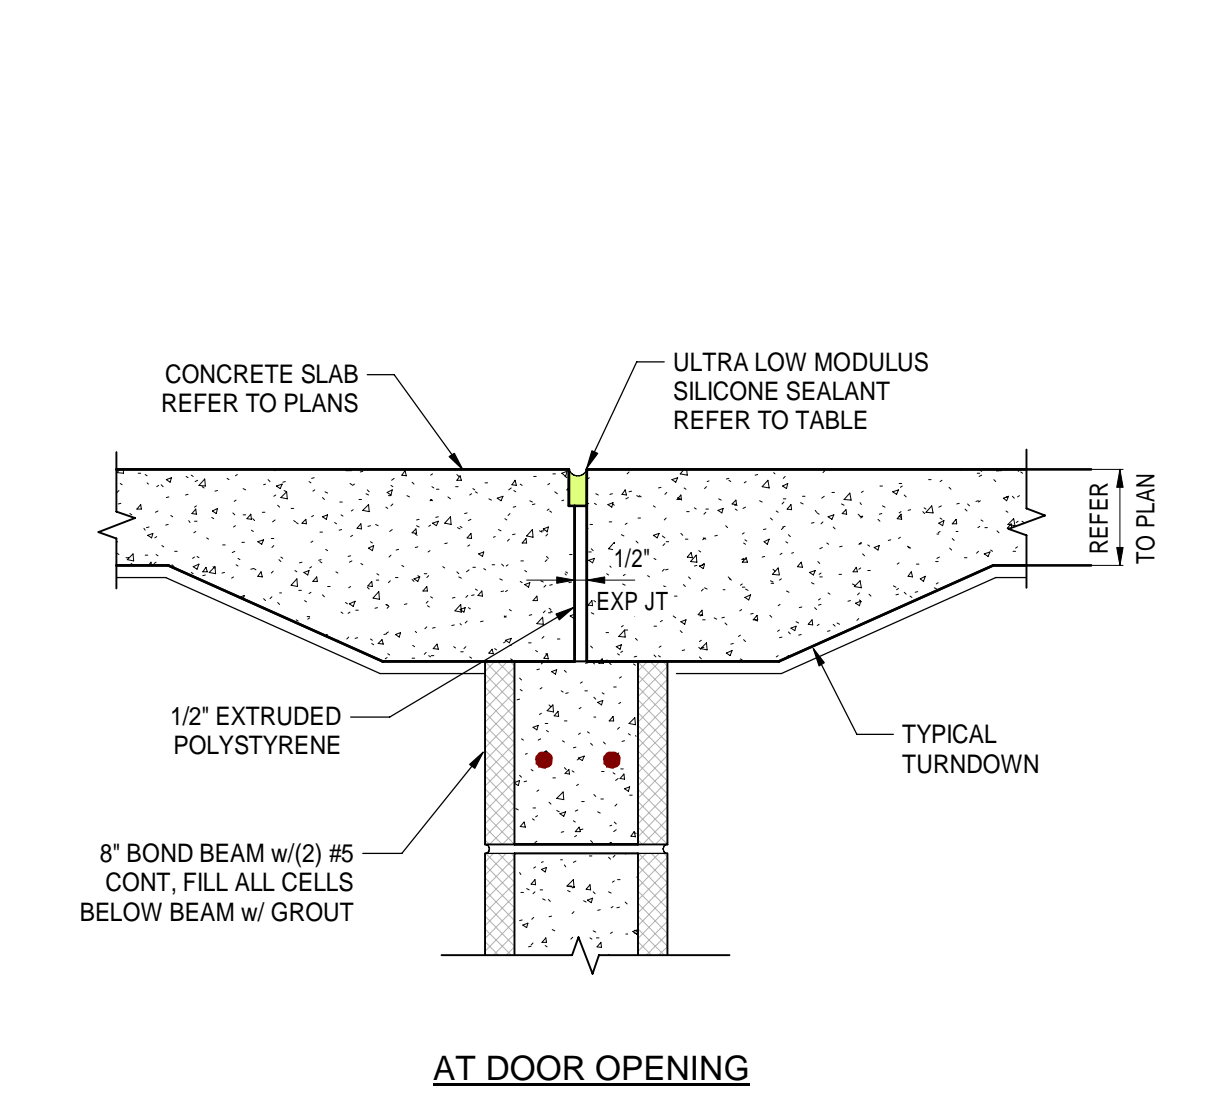 CONCRETE SLAB
REFER TO PLANS
ULTRA LOW MODULUS
SILICONE SEALANT
REFER TO TABLE
REFER
TO PLAN
1/2"
EXP JT
1/2" EXTRUDED
POLYSTYRENE
TYPICAL
TURNDOWN
8" BOND BEAM w/(2) #5
CONT, FILL ALL CELLS
BELOW BEAM w/ GROUT
AT DOOR OPENING